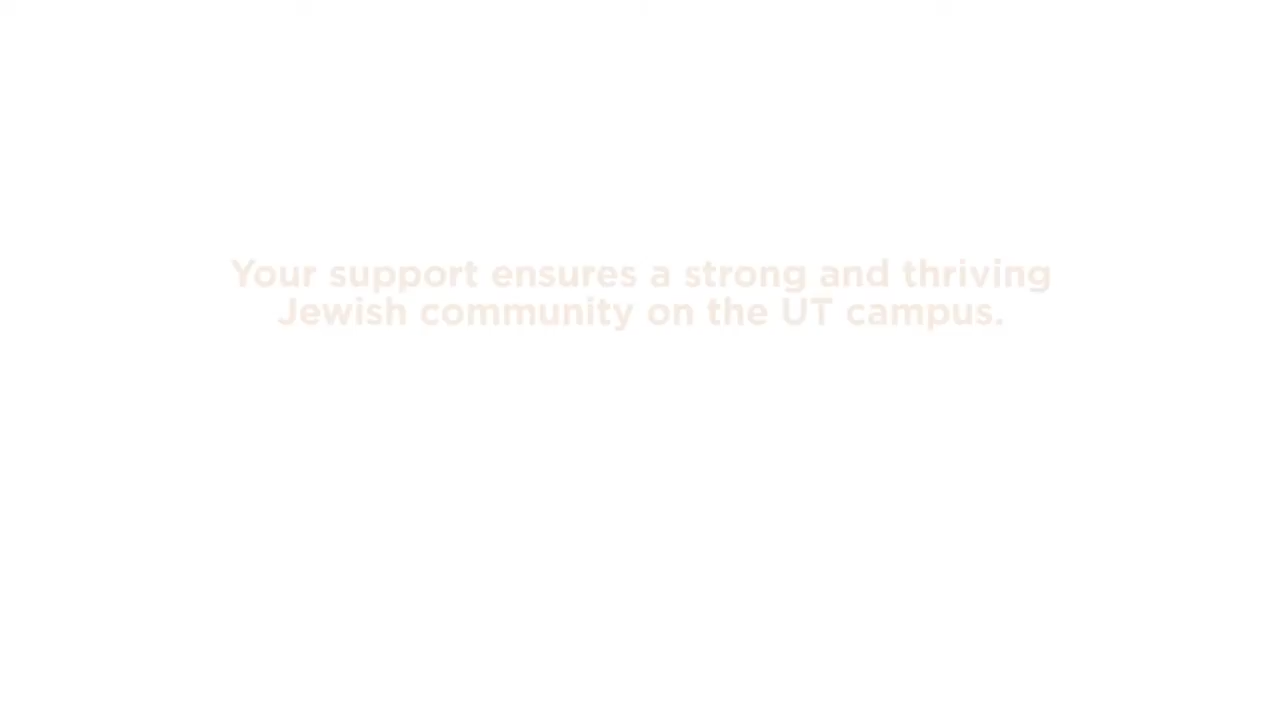 Your support ensures a strong and thriving
Jewish community on the UT campus.